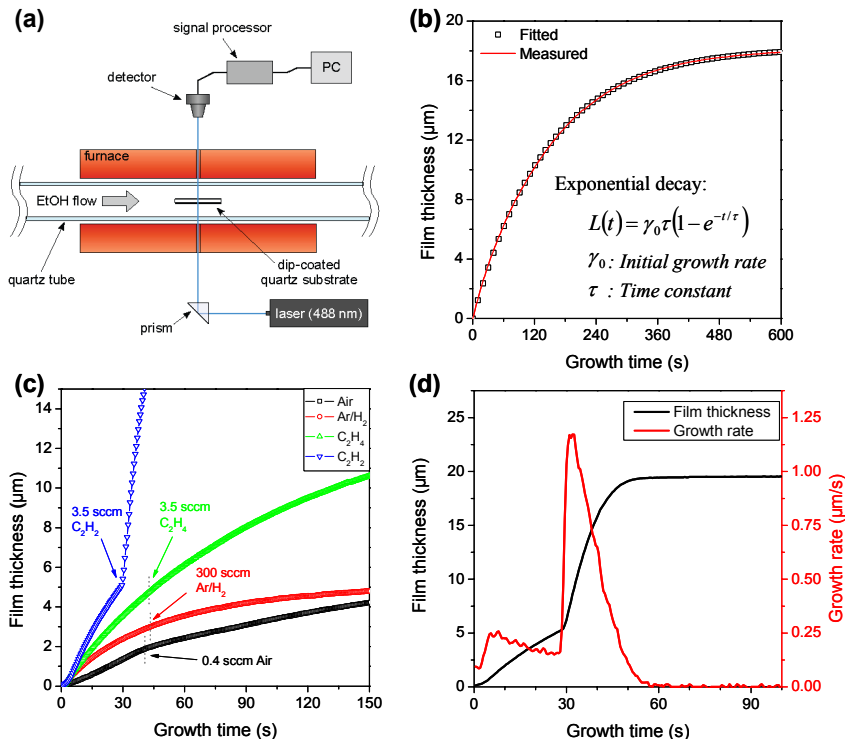 (a)
signal processor
PC
detector
furnace
EtOH flow
quartz tube
dip-coated
quartz substrate
prism
laser (488 nm)
(b)
Film thickness (μm)
20
18
16
14
12
10
8
6
4
2
0
Fitted
Measured
Exponential decay:
L(t) = γ₀τ(1 − e^{−t/τ})
γ₀ : Initial growth rate
τ : Time constant
0 120 240 360 480 600
Growth time (s)
(c)
Film thickness (μm)
14
12
10
8
6
4
2
0
Air
Ar/H₂
C₂H₄
C₂H₂
3.5 sccm
C₂H₂
3.5 sccm
C₂H₄
300 sccm
Ar/H₂
0.4 sccm Air
0 30 60 90 120 150
Growth time (s)
(d)
Film thickness (μm)
25
20
15
10
5
0
Film thickness
Growth rate
1.25
1.00
0.75
0.50
0.25
0.00
Growth rate (μm/s)
0 30 60 90
Growth time (s)